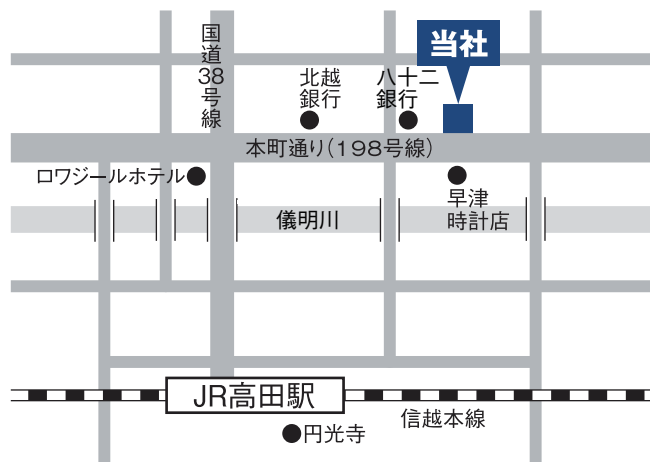 当社
国道38号線
北越
銀行
八十二
銀行
本町通り(198号線)
ロワジールホテル
早津
時計店
儀明川
JR高田駅
信越本線
円光寺